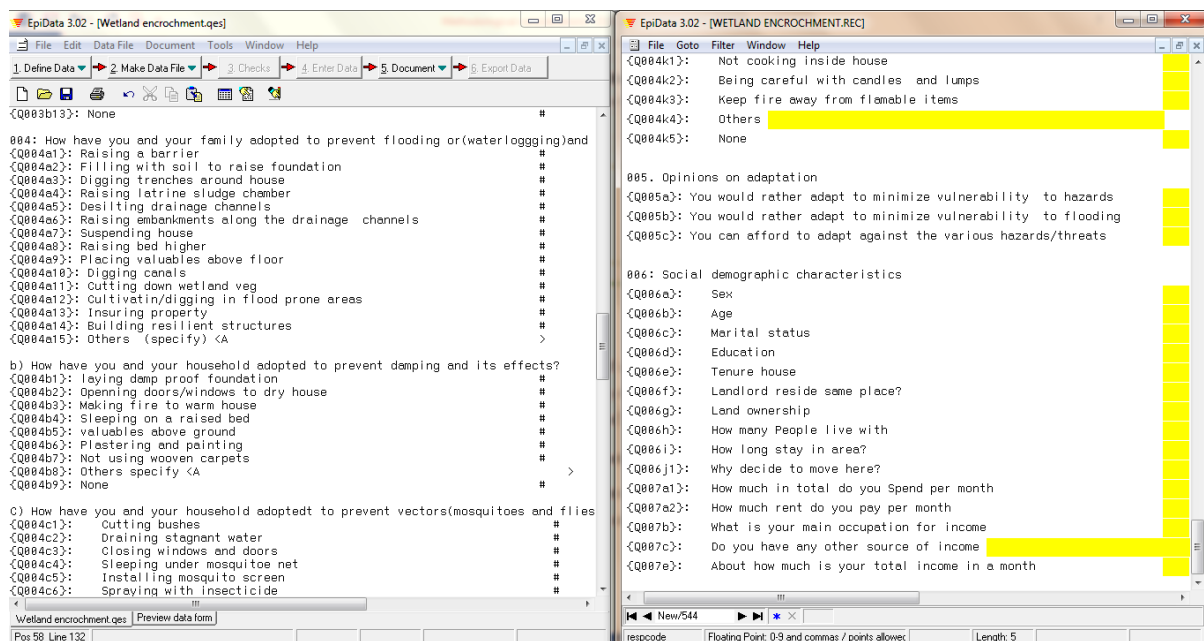 EpiData 3.02 - [Wetland encrochment.qes]
File Edit Data File Document Tools Window Help
1. Define Data 2. Make Data File 3. Checks 4. Enter Data 5. Document 6. Export Data
{Q003b13}: None #
004: How have you and your family adopted to prevent flooding or(waterloggging)and
{Q004a1}: Raising a barrier #
{Q004a2}: Filling with soil to raise foundation #
{Q004a3}: Digging trenches around house #
{Q004a4}: Raising latrine sludge chamber #
{Q004a5}: Desilting drainage channels #
{Q004a6}: Raising embankments along the drainage channels #
{Q004a7}: Suspending house #
{Q004a8}: Raising bed higher #
{Q004a9}: Placing valuables above floor #
{Q004a10}: Digging canals #
{Q004a11}: Cutting down wetland veg #
{Q004a12}: Cultivatin/digging in flood prone areas #
{Q004a13}: Insuring property #
{Q004a14}: Building resilient structures #
{Q004a15}: Others (specify) <A >
b) How have you and your household adopted to prevent damping and its effects?
{Q004b1}: laying damp proof foundation #
{Q004b2}: Openning doors/windows to dry house #
{Q004b3}: Making fire to warm house #
{Q004b4}: Sleeping on a raised bed #
{Q004b5}: valuables above ground #
{Q004b6}: Plastering and painting #
{Q004b7}: Not using wooven carpets #
{Q004b8}: Others specify <A >
{Q004b9}: None #
C) How have you and your household adoptedt to prevent vectors(mosquitoes and flies
{Q004c1}: Cutting bushes #
{Q004c2}: Draining stagnant water #
{Q004c3}: Closing windows and doors #
{Q004c4}: Sleeping under mosquitoe net #
{Q004c5}: Installing mosquito screen #
{Q004c6}: Spraying with insecticide #
Wetland encrochment.qes Preview data form
Pos 58 Line 132
EpiData 3.02 - [WETLAND ENCROCHMENT.REC]
File Goto Filter Window Help
{Q004k1}: Not cooking inside house
{Q004k2}: Being careful with candles and lumps
{Q004k3}: Keep fire away from flamable items
{Q004k4}: Others
{Q004k5}: None
005. Opinions on adaptation
{Q005a}: You would rather adapt to minimize vulnerability to hazards
{Q005b}: You would rather adapt to minimize vulnerability to flooding
{Q005c}: You can afford to adapt against the various hazards/threats
006: Social demographic characteristics
{Q006a}: Sex
{Q006b}: Age
{Q006c}: Marital status
{Q006d}: Education
{Q006e}: Tenure house
{Q006f}: Landlord reside same place?
{Q006g}: Land ownership
{Q006h}: How many People live with
{Q006i}: How long stay in area?
{Q006j1}: Why decide to move here?
{Q007a1}: How much in total do you Spend per month
{Q007a2}: How much rent do you pay per month
{Q007b}: What is your main occupation for income
{Q007c}: Do you have any other source of income
{Q007e}: About how much is your total income in a month
New/544
respcode Floating Point: 0-9 and commas / points allowed Length: 5